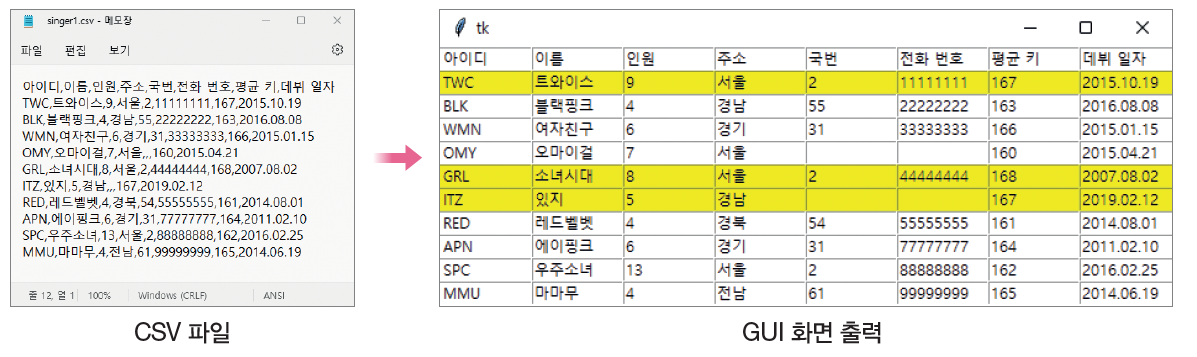 singer1.csv - 메모장
파일 편집 보기
아이디,이름,인원,주소,국번,전화 번호,평균 키,데뷔 일자
TWC,트와이스,9,서울,2,11111111,167,2015.10.19
BLK,블랙핑크,4,경남,55,22222222,163,2016.08.08
WMN,여자친구,6,경기,31,33333333,166,2015.01.15
OMY,오마이걸,7,서울,,,160,2015.04.21
GRL,소녀시대,8,서울,2,44444444,168,2007.08.02
ITZ,있지,5,경남,,,167,2019.02.12
RED,레드벨벳,4,경북,54,55555555,161,2014.08.01
APN,에이핑크,6,경기,31,77777777,164,2011.02.10
SPC,우주소녀,13,서울,2,88888888,162,2016.02.25
MMU,마마무,4,전남,61,99999999,165,2014.06.19
줄 12, 열 1 100% Windows (CRLF) ANSI
CSV 파일
tk
아이디 이름 인원 주소 국번 전화 번호 평균 키 데뷔 일자
TWC 트와이스 9 서울 2 11111111 167 2015.10.19
BLK 블랙핑크 4 경남 55 22222222 163 2016.08.08
WMN 여자친구 6 경기 31 33333333 166 2015.01.15
OMY 오마이걸 7 서울 160 2015.04.21
GRL 소녀시대 8 서울 2 44444444 168 2007.08.02
ITZ 있지 5 경남 167 2019.02.12
RED 레드벨벳 4 경북 54 55555555 161 2014.08.01
APN 에이핑크 6 경기 31 77777777 164 2011.02.10
SPC 우주소녀 13 서울 2 88888888 162 2016.02.25
MMU 마마무 4 전남 61 99999999 165 2014.06.19
GUI 화면 출력